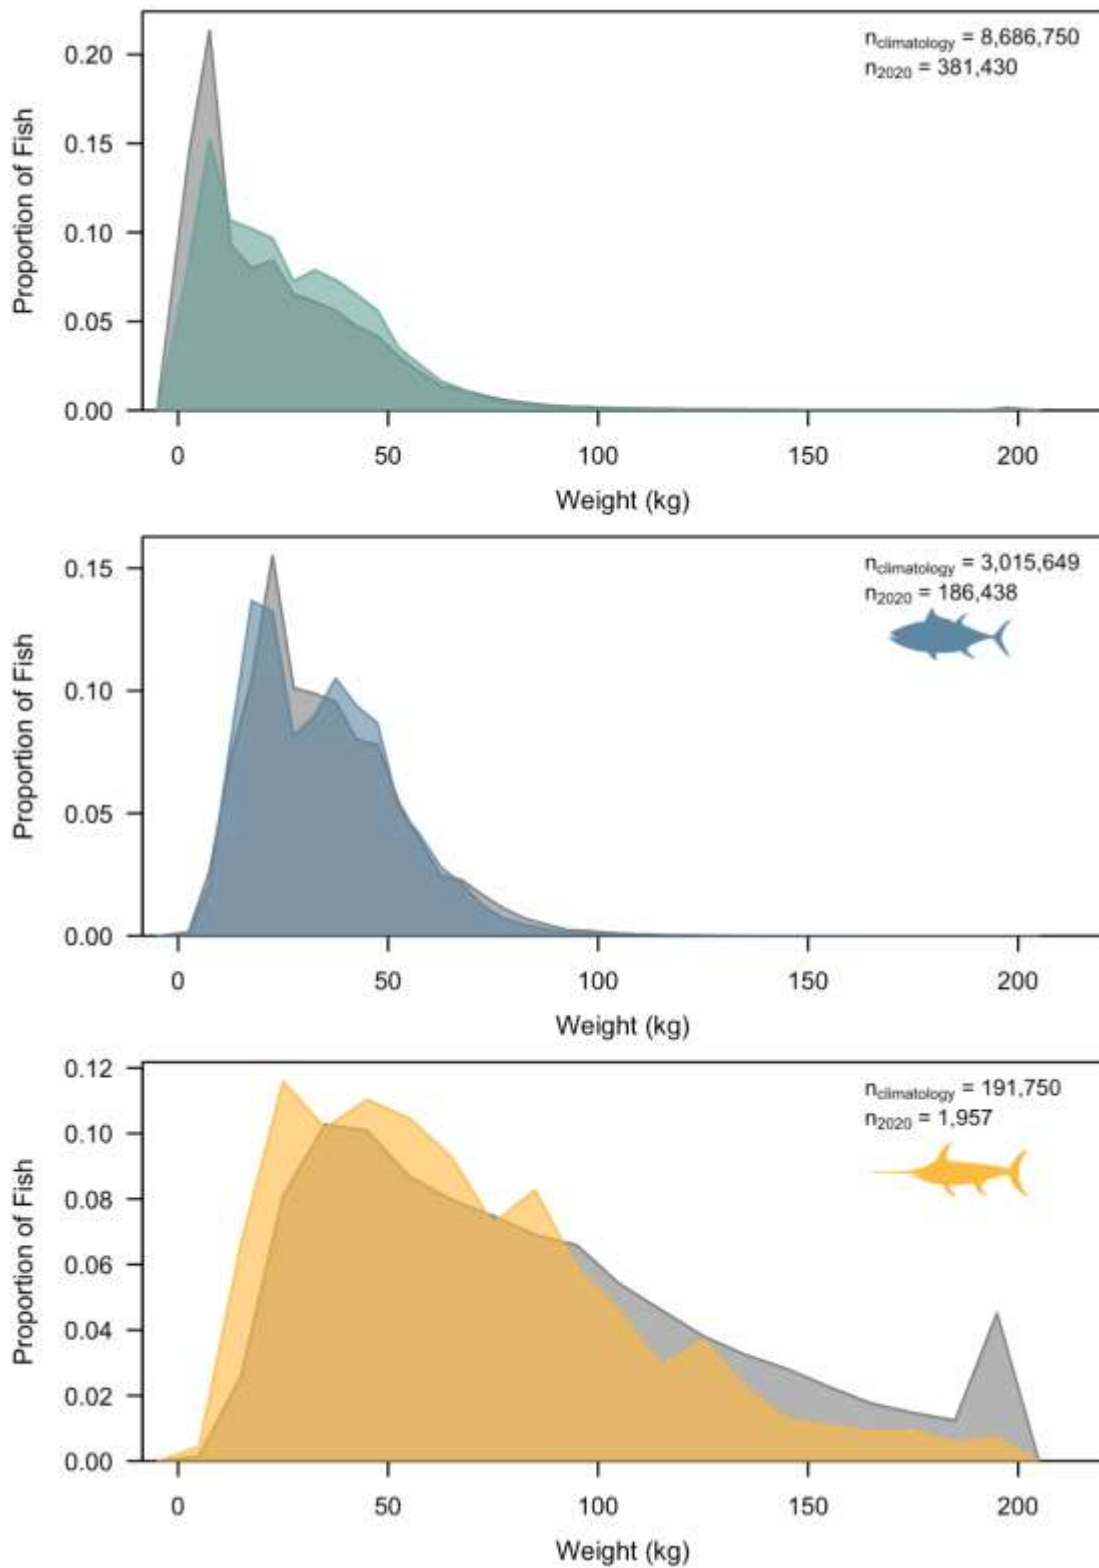 n_climatology = 8,686,750
n_2020 = 381,430
Proportion of Fish
0.20
0.15
0.10
0.05
0.00
0 50 100 150 200
Weight (kg)
n_climatology = 3,015,649
n_2020 = 186,438
Proportion of Fish
0.15
0.10
0.05
0.00
0 50 100 150 200
Weight (kg)
n_climatology = 191,750
n_2020 = 1,957
Proportion of Fish
0.12
0.10
0.08
0.06
0.04
0.02
0.00
0 50 100 150 200
Weight (kg)